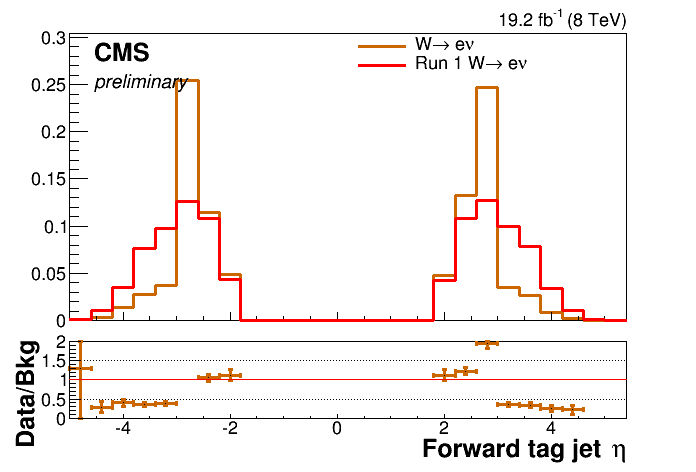 19.2 fb-1 (8 TeV)
CMS
preliminary
W→ eν
Run 1 W→ eν
0.3
0.25
0.2
0.15
0.1
0.05
0
Data/Bkg
2
1.5
1
0.5
0
-4 -2 0 2 4
Forward tag jet η